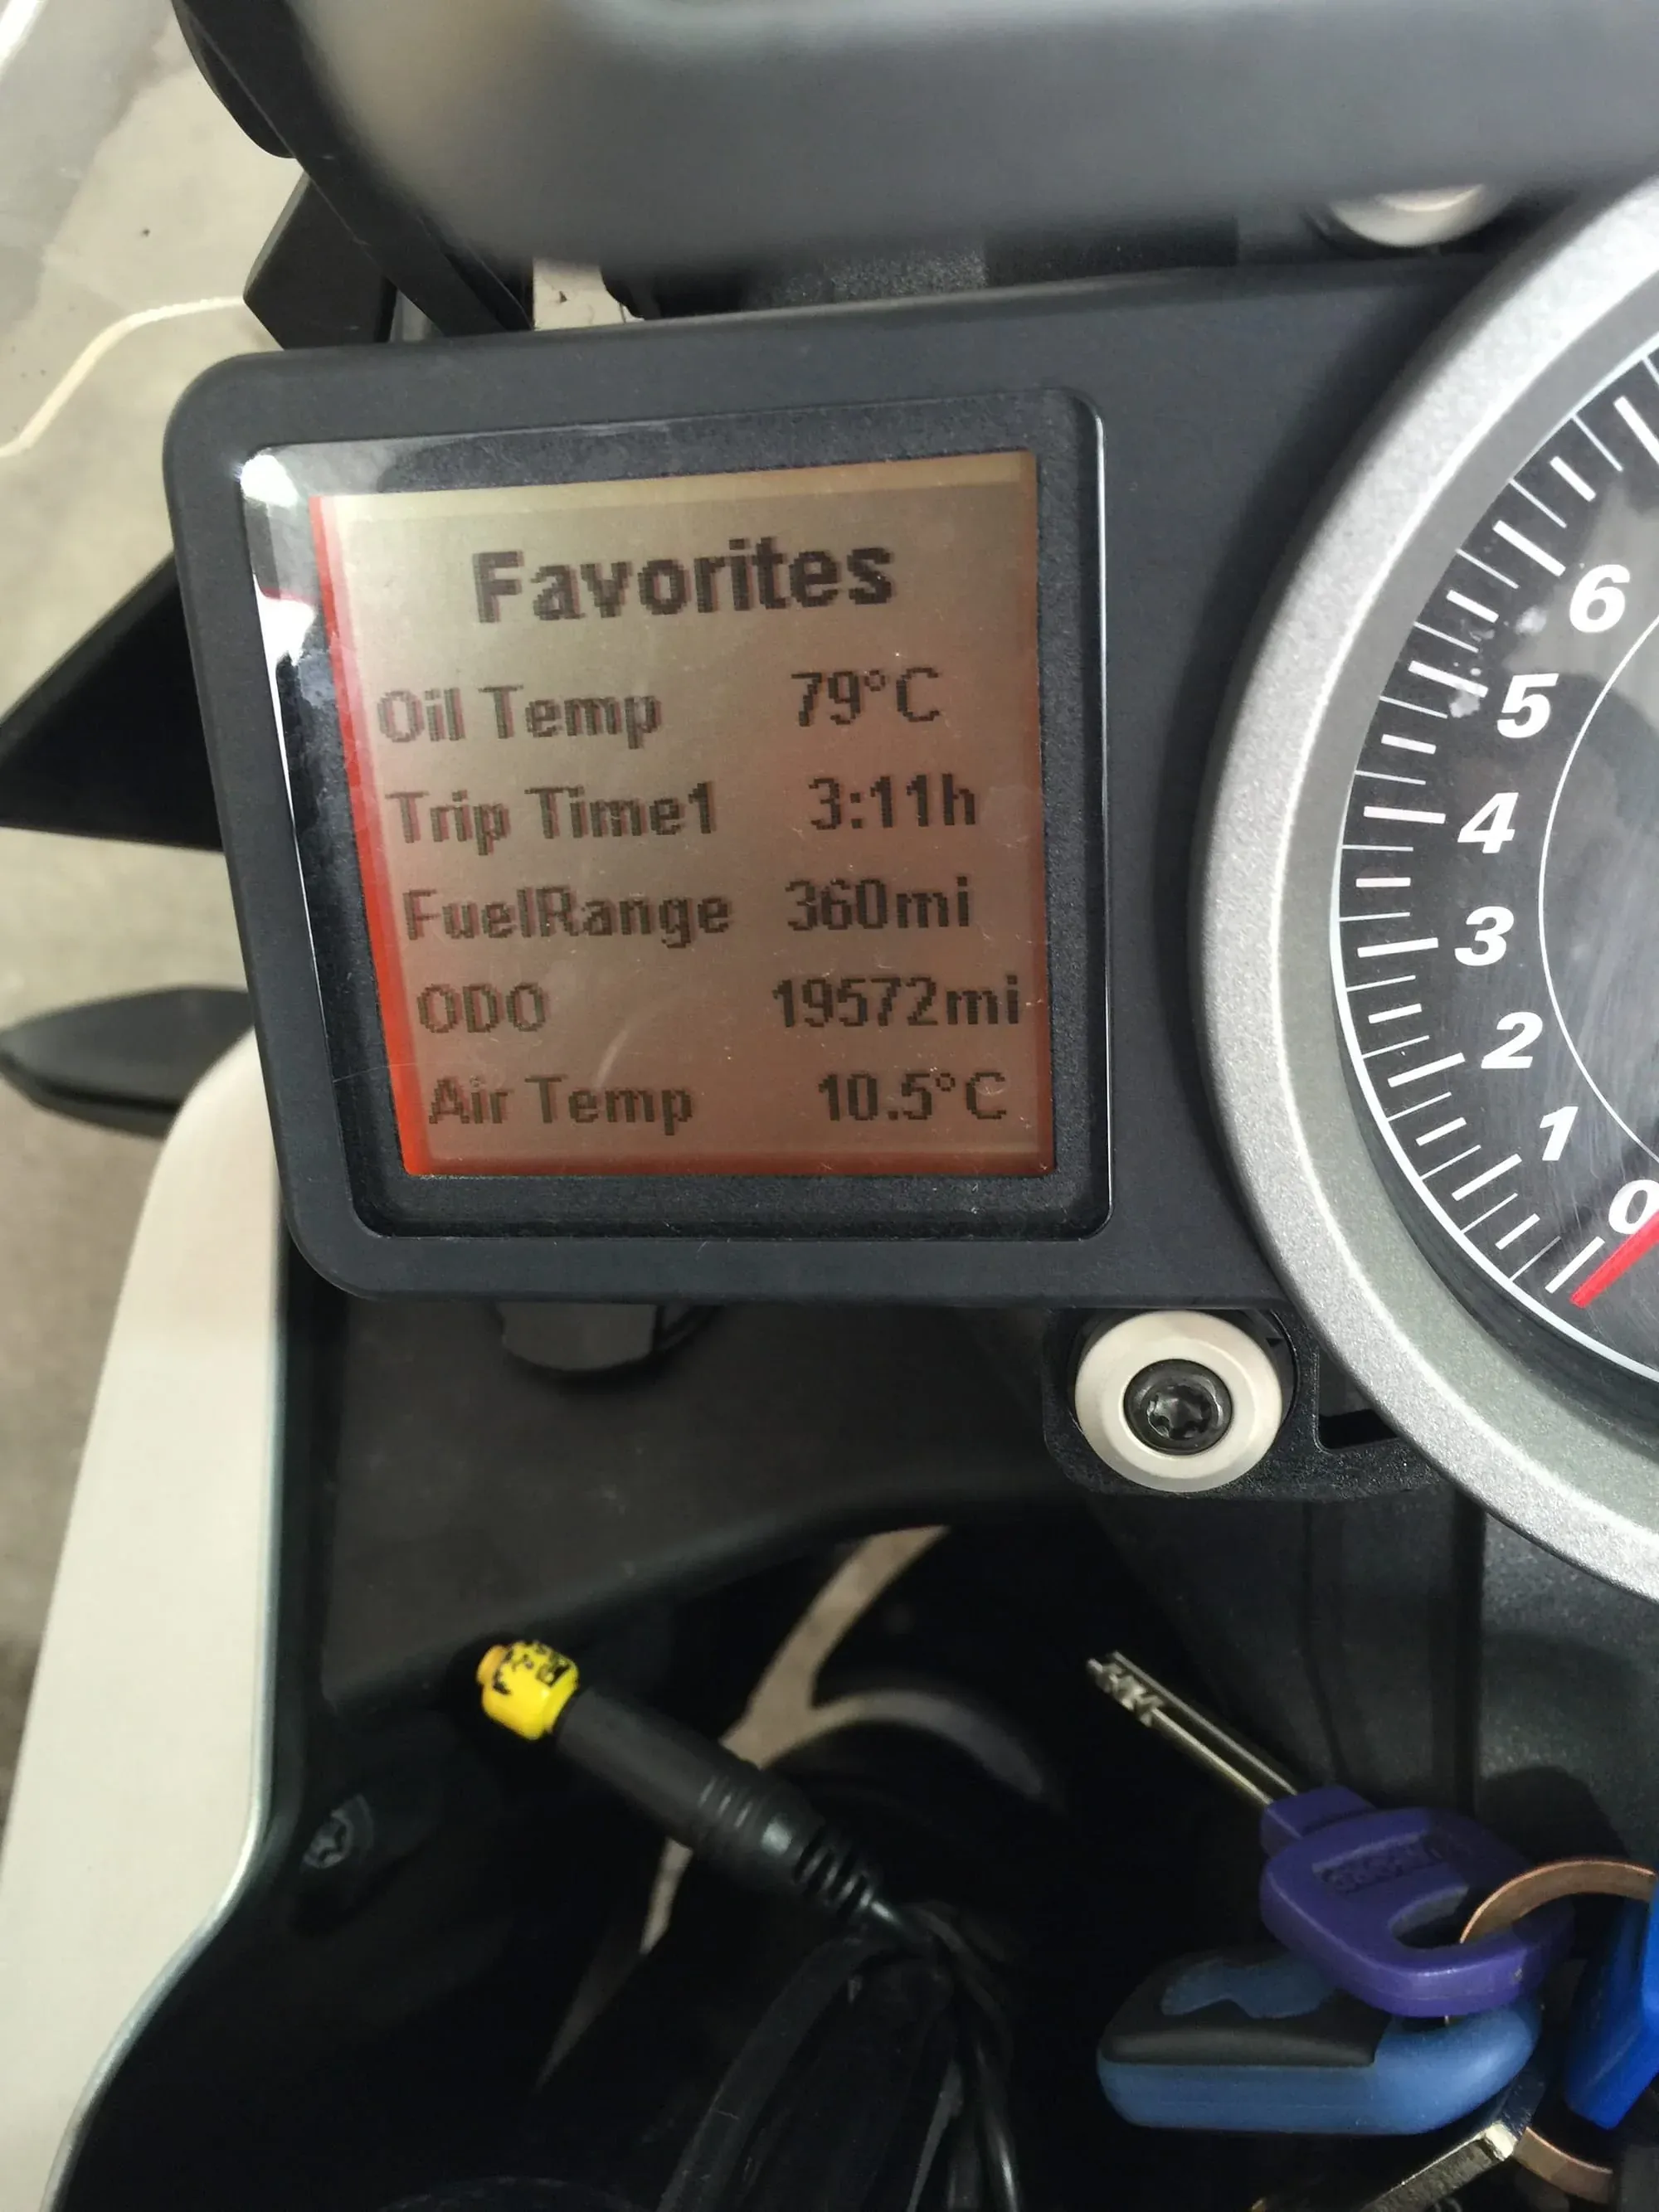 Favorites
Oil Temp 79°C
Trip Time1 3:11h
FuelRange 360mi
ODO 19572mi
Air Temp 10.5°C
6
5
4
3
2
1
0